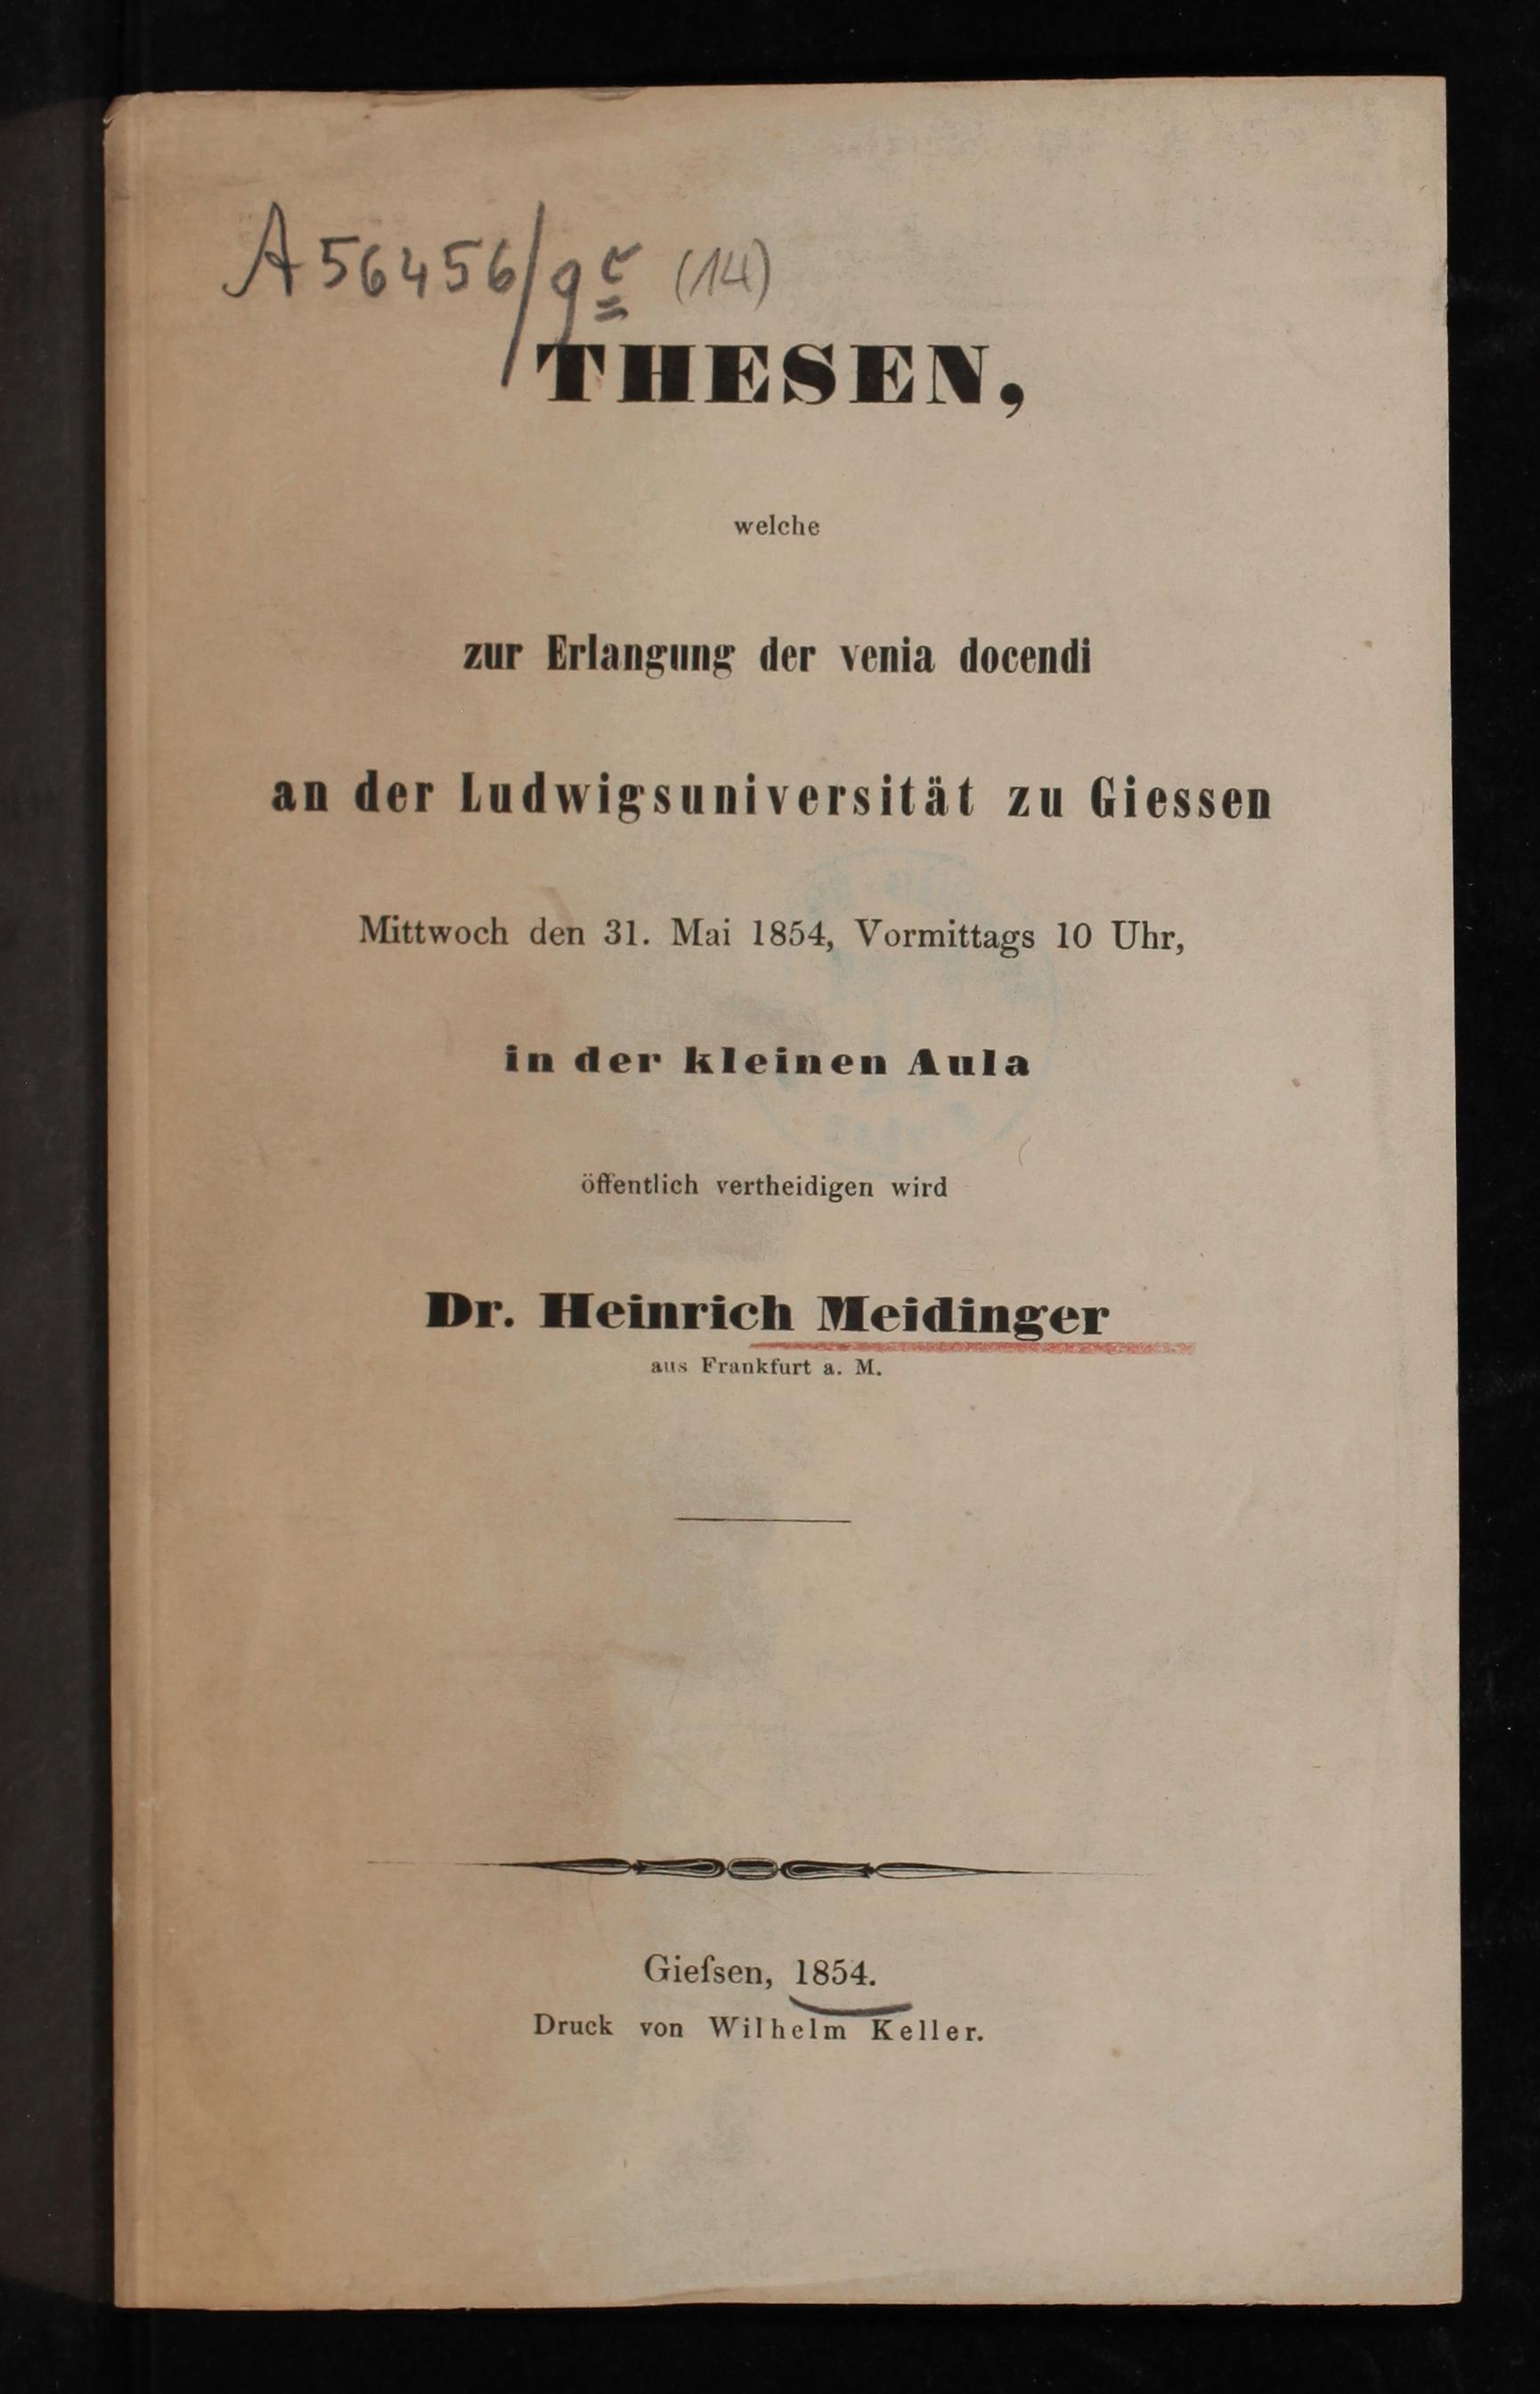 A 56456/9 (14)
THESEN,
welche
zur Erlangung der venia docendi
an der Ludwigsuniversität zu Giessen
Mittwoch den 31. Mai 1854, Vormittags 10 Uhr,
in der kleinen Aula
öffentlich vertheidigen wird
Dr. Heinrich Meidinger
aus Frankfurt a. M.
Gieſsen, 1854.
Druck von Wilhelm Keller.